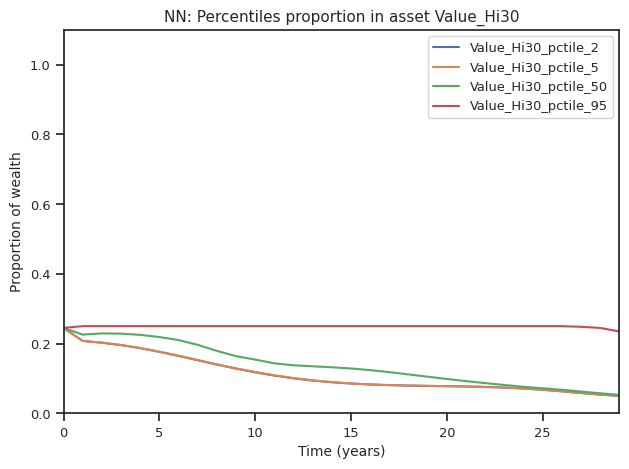 NN: Percentiles proportion in asset Value_Hi30
Value_Hi30_pctile_2
Value_Hi30_pctile_5
Value_Hi30_pctile_50
Value_Hi30_pctile_95
Proportion of wealth
1.0
0.8
0.6
0.4
0.2
0.0
0 5 10 15 20 25
Time (years)